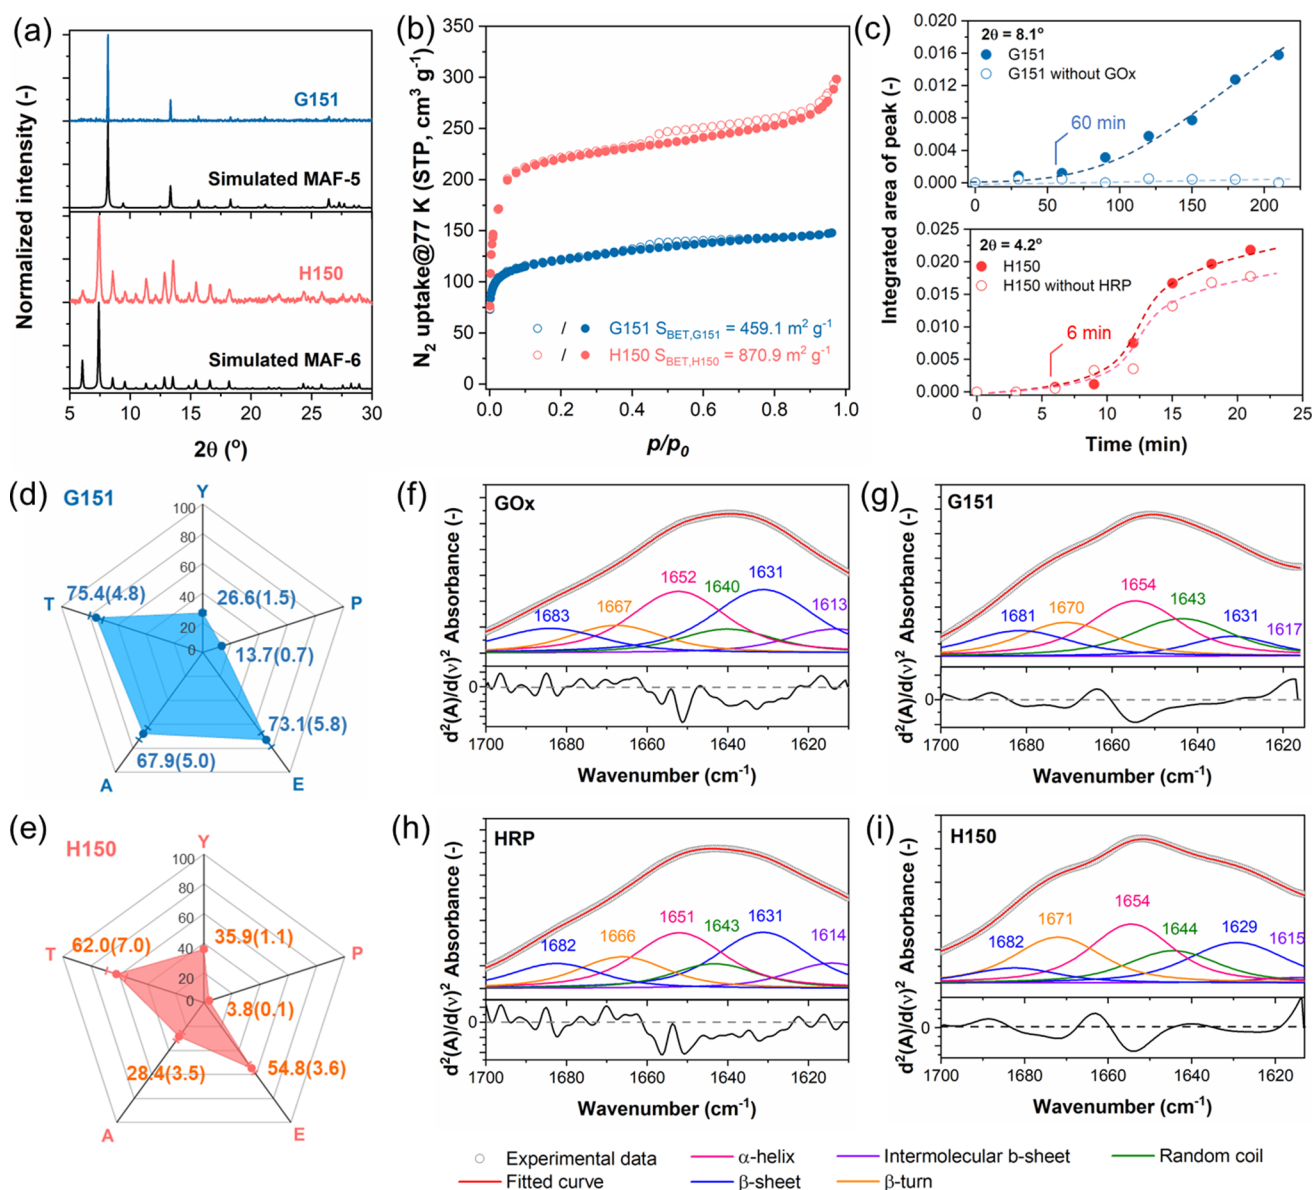 (a)
Normalized intensity (-)
G151
Simulated MAF-5
H150
Simulated MAF-6
5 10 15 20 25 30
2θ (º)
(b)
N2 uptake@77 K (STP, cm3 g-1)
350
300
250
200
150
100
50
0
/ G151 SBET,G151 = 459.1 m2 g-1
/ H150 SBET,H150 = 870.9 m2 g-1
0.0 0.2 0.4 0.6 0.8 1.0
p/p0
(c)
Integrated area of peak (-)
0.020
0.016
0.012
0.008
0.004
0.000
2θ = 8.1º
G151
G151 without GOx
60 min
0 50 100 150 200
0.025
0.020
0.015
0.010
0.005
0.000
2θ = 4.2º
H150
H150 without HRP
6 min
0 5 10 15 20 25
Time (min)
(d)
G151
Y
100
80
60
40
20
0
T
P
75.4(4.8)
26.6(1.5)
13.7(0.7)
73.1(5.8)
67.9(5.0)
A
E
(e)
H150
Y
100
80
60
40
20
0
T
P
62.0(7.0)
35.9(1.1)
3.8(0.1)
28.4(3.5)
54.8(3.6)
A
E
(f)
GOx
d2(A)/d(ν)2 Absorbance (-)
1683
1667
1652
1640
1631
1613
0
1700 1680 1660 1640 1620
Wavenumber (cm-1)
(g)
G151
d2(A)/d(ν)2 Absorbance (-)
1681
1670
1654
1643
1631
1617
0
1700 1680 1660 1640 1620
Wavenumber (cm-1)
(h)
HRP
d2(A)/d(ν)2 Absorbance (-)
1682
1666
1651
1643
1631
1614
0
1700 1680 1660 1640 1620
Wavenumber (cm-1)
(i)
H150
d2(A)/d(ν)2 Absorbance (-)
1682
1671
1654
1644
1629
1615
0
1700 1680 1660 1640 1620
Wavenumber (cm-1)
Experimental data α-helix Intermolecular b-sheet Random coil
Fitted curve β-sheet β-turn